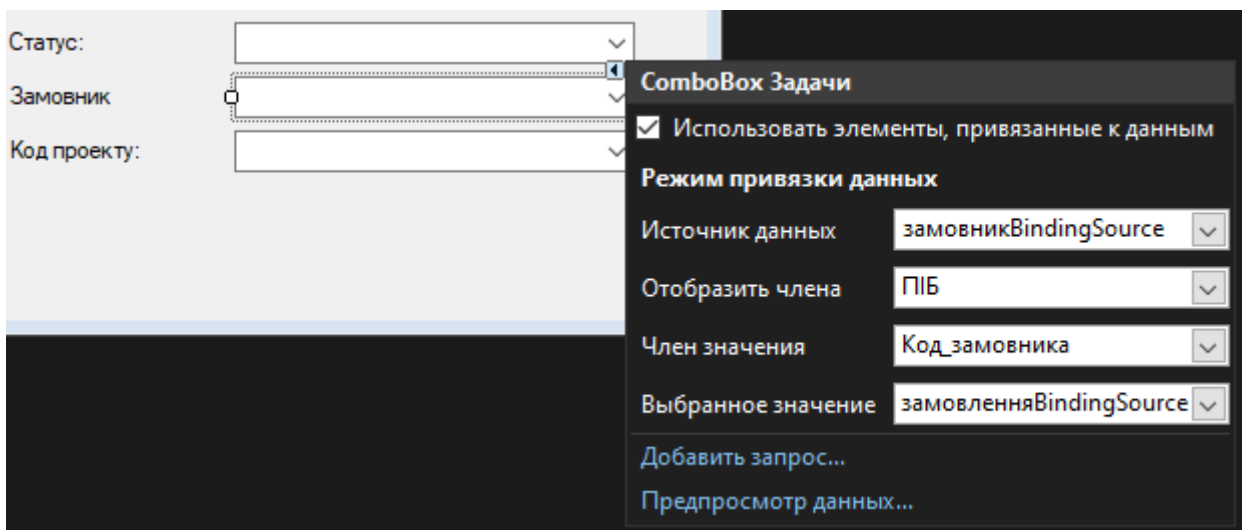 Статус:
Замовник
Код проекту:
ComboBox Задачи
Использовать элементы, привязанные к данным
Режим привязки данных
Источник данных замовникBindingSource
Отобразить члена ПІБ
Член значения Код_замовника
Выбранное значение замовленняBindingSource
Добавить запрос...
Предпросмотр данных...